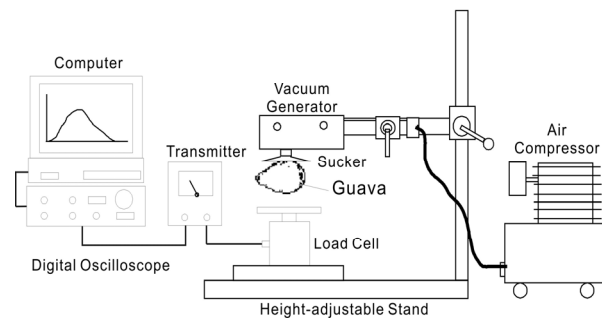 Computer
Vacuum
Generator
Transmitter
Air
Compressor
Sucker
Guava
Load Cell
Digital Oscilloscope
Height-adjustable Stand